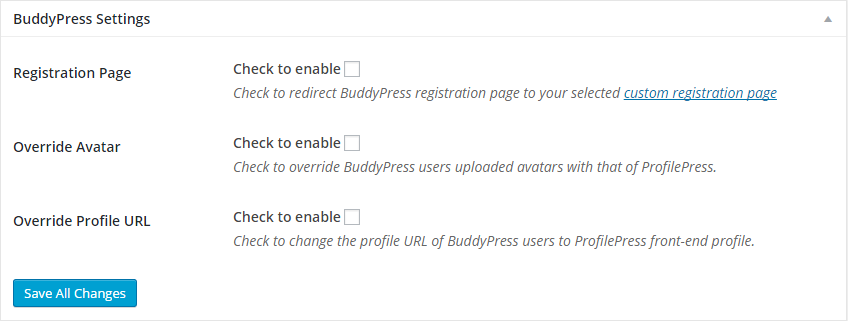 BuddyPress Settings
Registration Page
Check to enable
Check to redirect BuddyPress registration page to your selected custom registration page
Override Avatar
Check to enable
Check to override BuddyPress users uploaded avatars with that of ProfilePress.
Override Profile URL
Check to enable
Check to change the profile URL of BuddyPress users to ProfilePress front-end profile.
Save All Changes